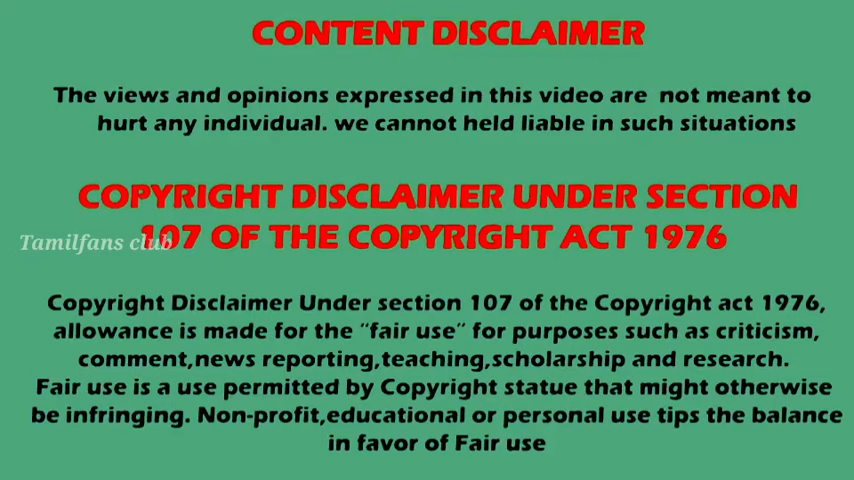 CONTENT DISCLAIMER
The views and opinions expressed in this video are not meant to
hurt any individual. we cannot held liable in such situations
COPYRIGHT DISCLAIMER UNDER SECTION
107 OF THE COPYRIGHT ACT 1976
Tamilfans club
Copyright Disclaimer Under section 107 of the Copyright act 1976,
allowance is made for the "fair use" for purposes such as criticism,
comment,news reporting,teaching,scholarship and research.
Fair use is a use permitted by Copyright statue that might otherwise
be infringing. Non-profit,educational or personal use tips the balance
in favor of Fair use